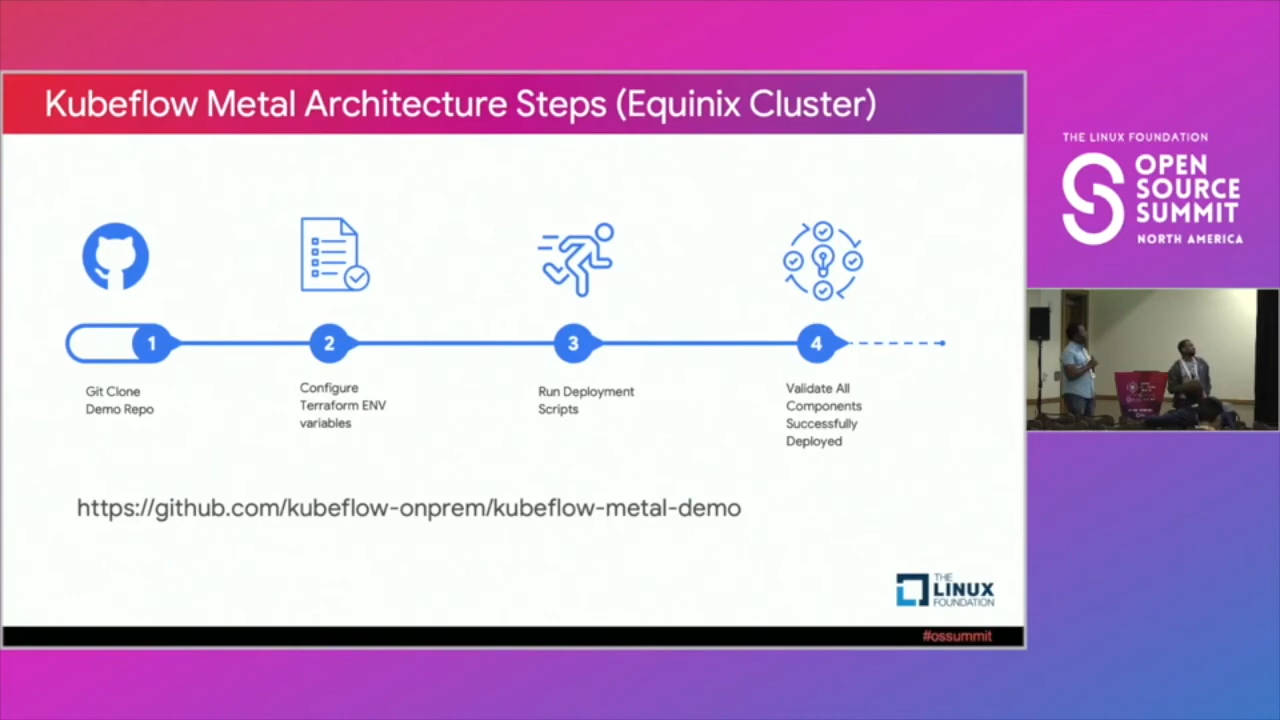 Kubeflow Metal Architecture Steps (Equinix Cluster)
1
2
3
4
Git Clone
Demo Repo
Configure
Terraform ENV
variables
Run Deployment
Scripts
Validate All
Components
Successfully
Deployed
https://github.com/kubeflow-onprem/kubeflow-metal-demo
THE
LINUX
FOUNDATION
#ossummit
THE LINUX FOUNDATION
OPEN
SOURCE
SUMMIT
NORTH AMERICA